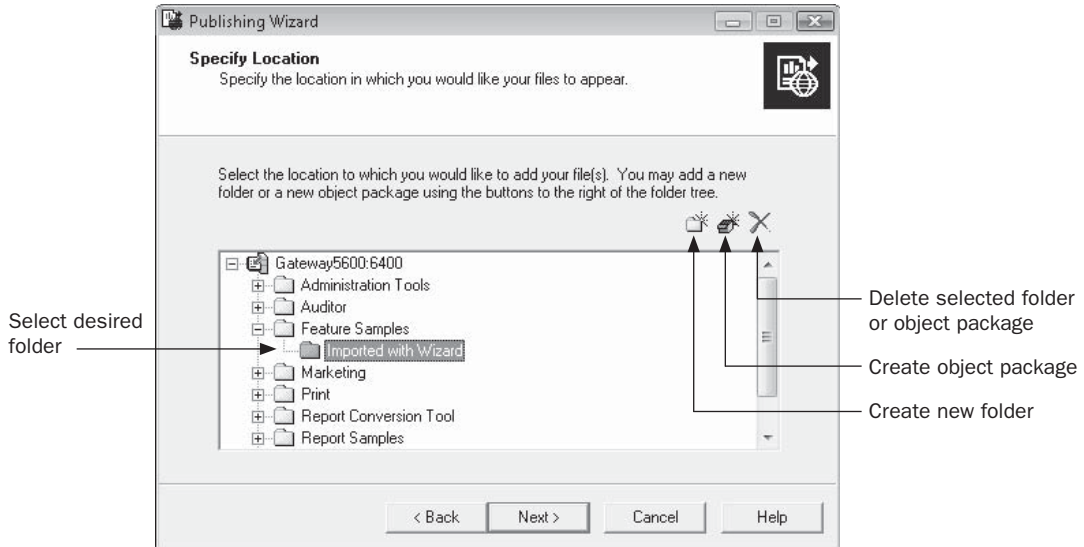 Publishing Wizard
Specify Location
Specify the location in which you would like your files to appear.
Select the location to which you would like to add your file(s). You may add a new
folder or a new object package using the buttons to the right of the folder tree.
Gateway5600:6400
Administration Tools
Auditor
Feature Samples
Imported with Wizard
Marketing
Print
Report Conversion Tool
Report Samples
Select desired
folder
Delete selected folder
or object package
Create object package
Create new folder
< Back
Next >
Cancel
Help